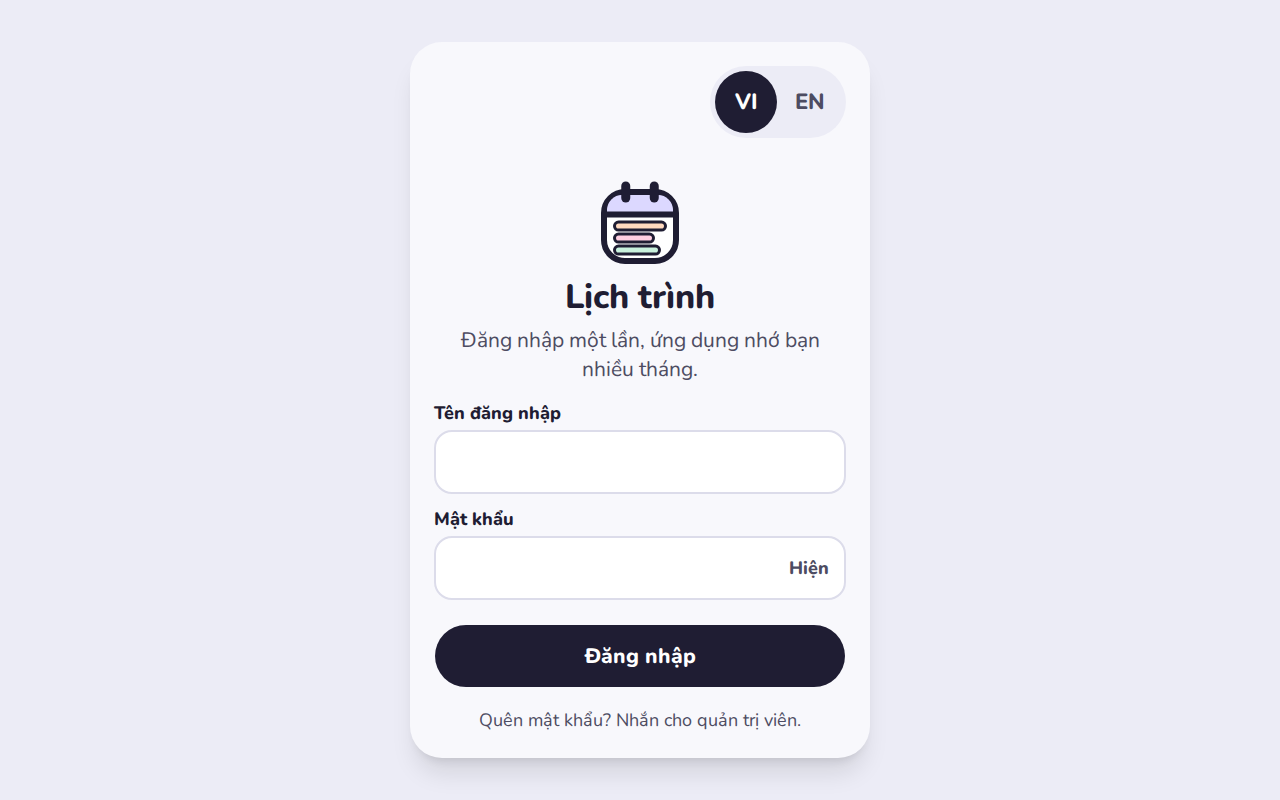 VI
EN
Lịch trình
Đăng nhập một lần, ứng dụng nhớ bạn
nhiều tháng.
Tên đăng nhập
Mật khẩu
Hiện
Đăng nhập
Quên mật khẩu? Nhắn cho quản trị viên.